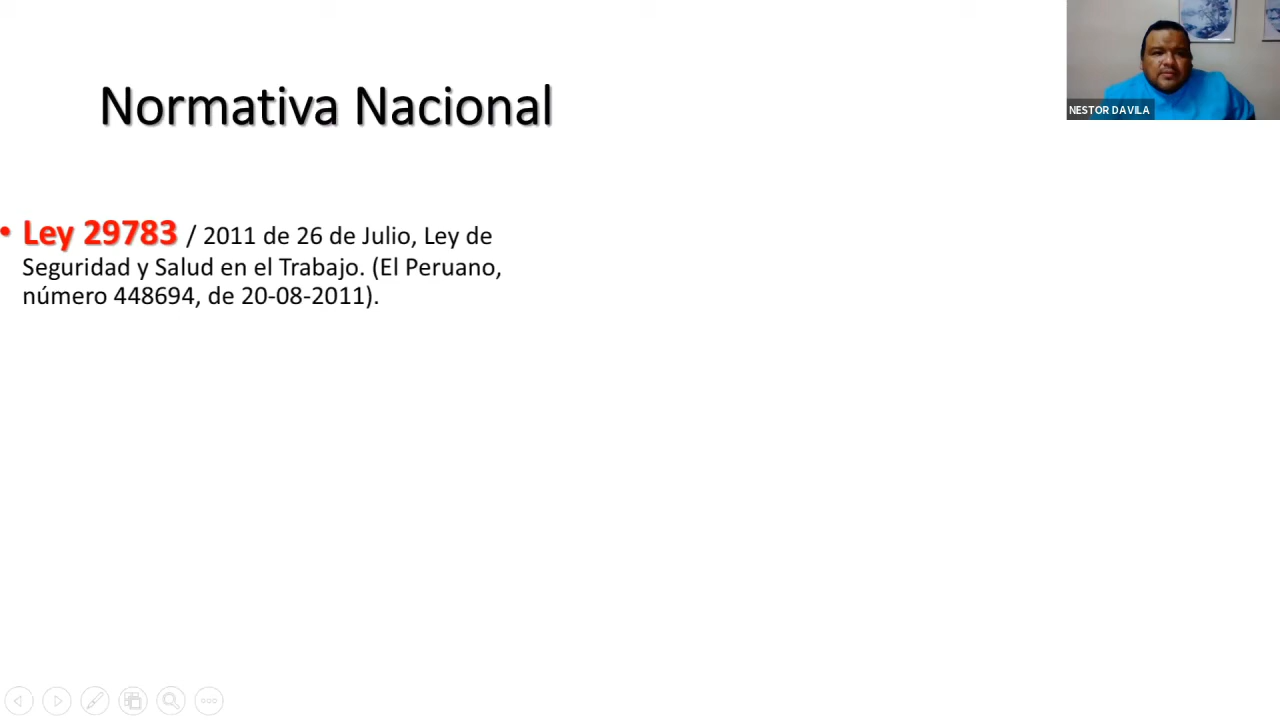 Normativa Nacional
NESTOR DAVILA
• Ley 29783 / 2011 de 26 de Julio, Ley de
Seguridad y Salud en el Trabajo. (El Peruano,
número 448694, de 20-08-2011).